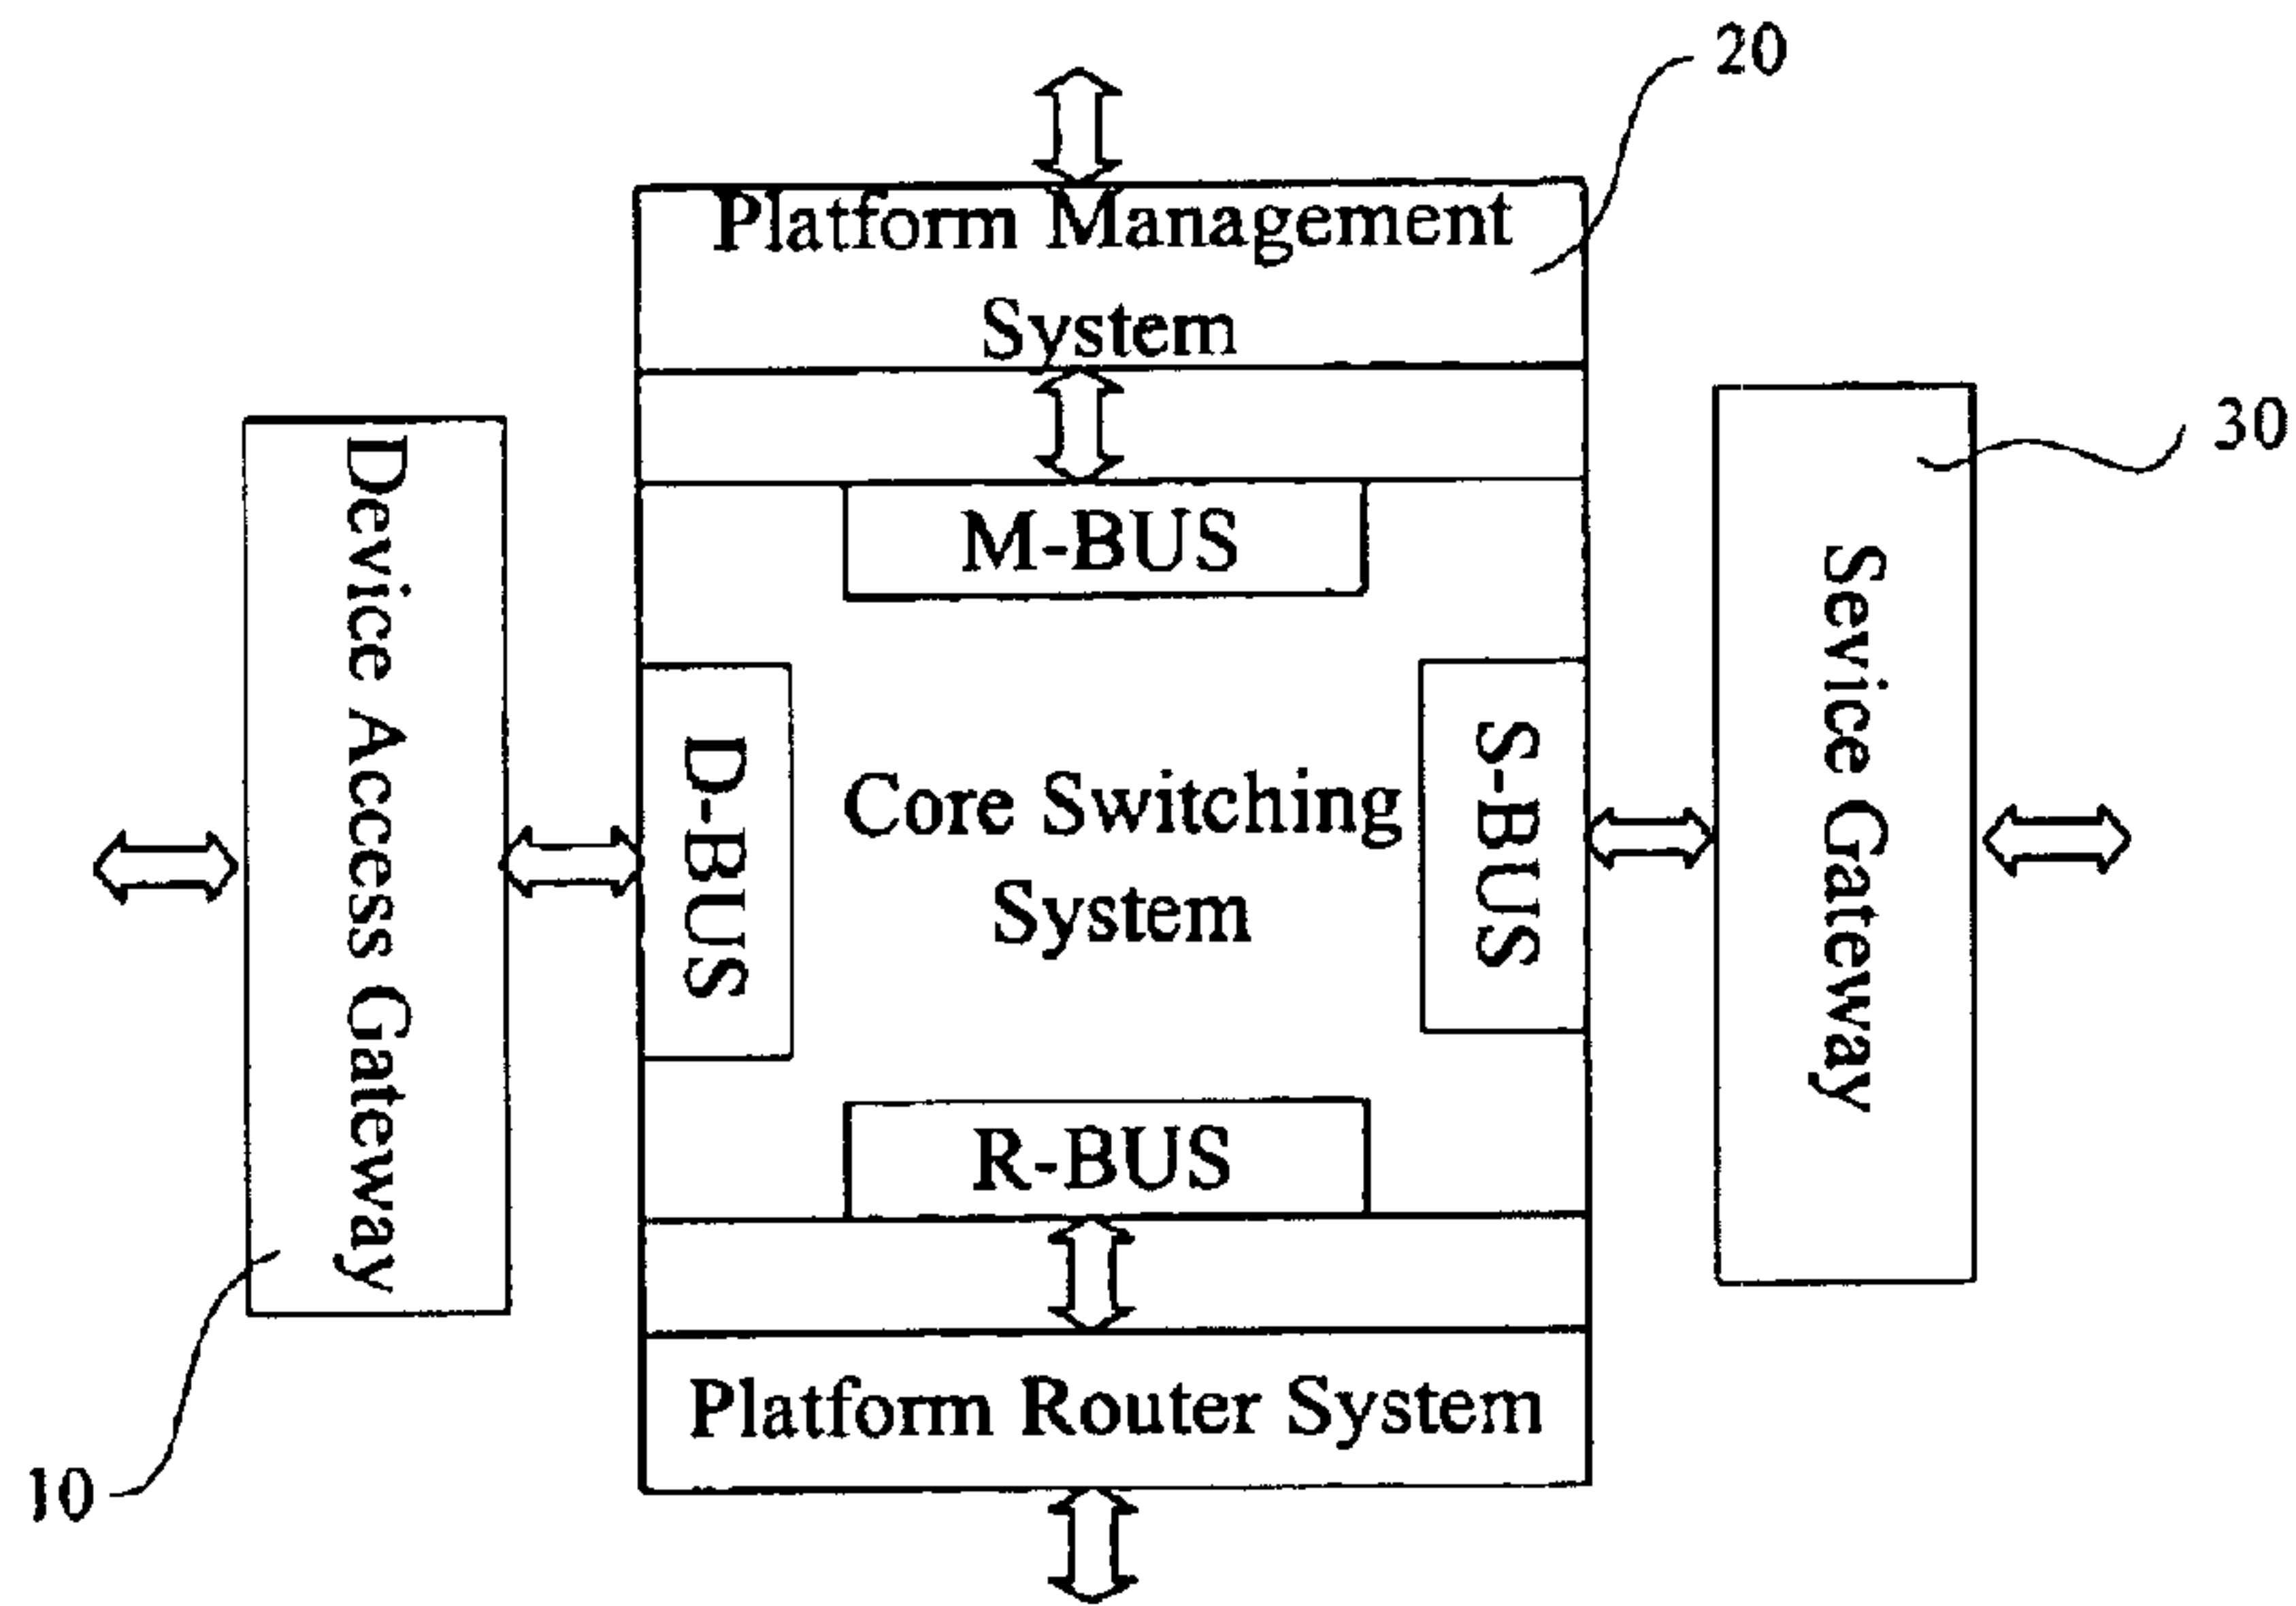 20
Platform Management
System
30
M-BUS
Device Access Gateway
D-BUS
Core Switching
System
S-BUS
Sevice Gateway
R-BUS
Platform Router System
10